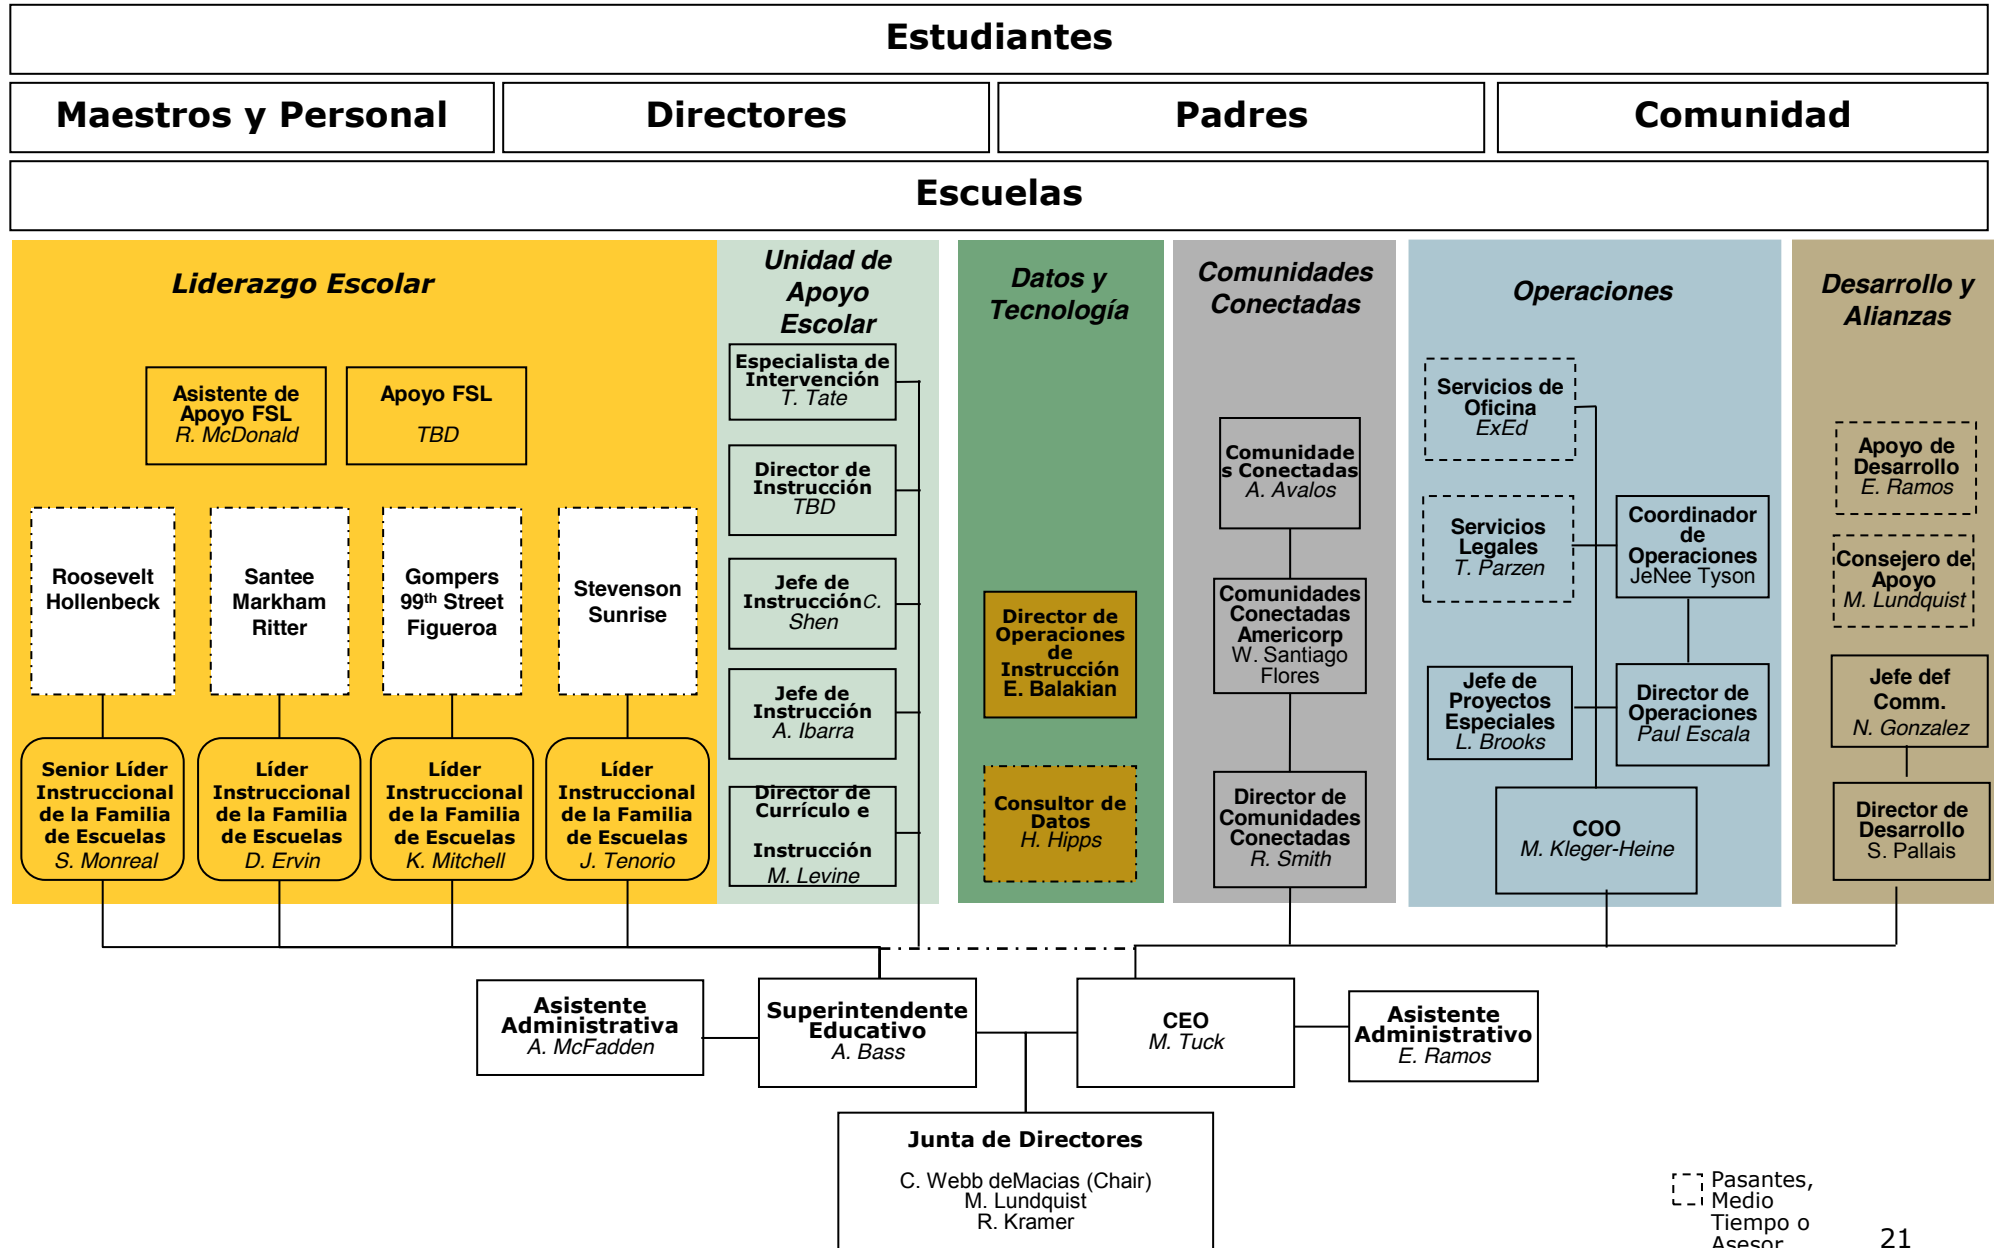 Estudiantes
Maestros y Personal
Directores
Padres
Comunidad
Escuelas
Liderazgo Escolar
Asistente de
Apoyo FSL
R. McDonald
Apoyo FSL
TBD
Roosevelt
Hollenbeck
Santee
Markham
Ritter
Gompers
99th Street
Figueroa
Stevenson
Sunrise
Senior Líder
Instruccional
de la Familia
de Escuelas
S. Monreal
Líder
Instruccional
de la Familia
de Escuelas
D. Ervin
Líder
Instruccional
de la Familia
de Escuelas
K. Mitchell
Líder
Instruccional
de la Familia
de Escuelas
J. Tenorio
Unidad de
Apoyo
Escolar
Especialista de
Intervención
T. Tate
Director de
Instrucción
TBD
Jefe de
InstrucciónC.
Shen
Jefe de
Instrucción
A. Ibarra
Director de
Currículo e
Instrucción
M. Levine
Datos y
Tecnología
Director de
Operaciones
de
Instrucción
E. Balakian
Consultor de
Datos
H. Hipps
Comunidades
Conectadas
Comunidade
s Conectadas
A. Avalos
Comunidades
Conectadas
Americorp
W. Santiago
Flores
Director de
Comunidades
Conectadas
R. Smith
Operaciones
Servicios de
Oficina
ExEd
Servicios
Legales
T. Parzen
Coordinador
de
Operaciones
JeNee Tyson
Jefe de
Proyectos
Especiales
L. Brooks
Director de
Operaciones
Paul Escala
COO
M. Kleger-Heine
Desarrollo y
Alianzas
Apoyo de
Desarrollo
E. Ramos
Consejero de
Apoyo
M. Lundquist
Jefe def
Comm.
N. Gonzalez
Director de
Desarrollo
S. Pallais
Asistente
Administrativa
A. McFadden
Superintendente
Educativo
A. Bass
CEO
M. Tuck
Asistente
Administrativo
E. Ramos
Junta de Directores
C. Webb deMacias (Chair)
M. Lundquist
R. Kramer
Pasantes,
Medio
Tiempo o
Asesor
21